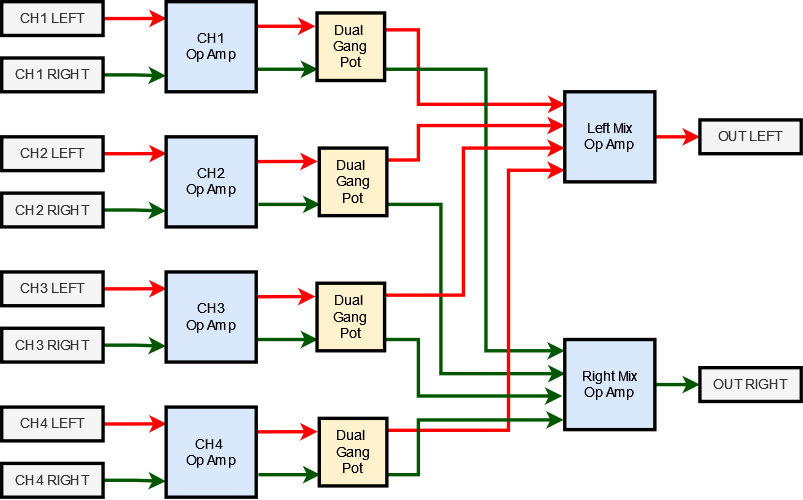 CH1 LEFT
CH1 RIGHT
CH1
Op Amp
Dual
Gang
Pot
CH2 LEFT
CH2 RIGHT
CH2
Op Amp
Dual
Gang
Pot
CH3 LEFT
CH3 RIGHT
CH3
Op Amp
Dual
Gang
Pot
CH4 LEFT
CH4 RIGHT
CH4
Op Amp
Dual
Gang
Pot
Left Mix
Op Amp
OUT LEFT
Right Mix
Op Amp
OUT RIGHT